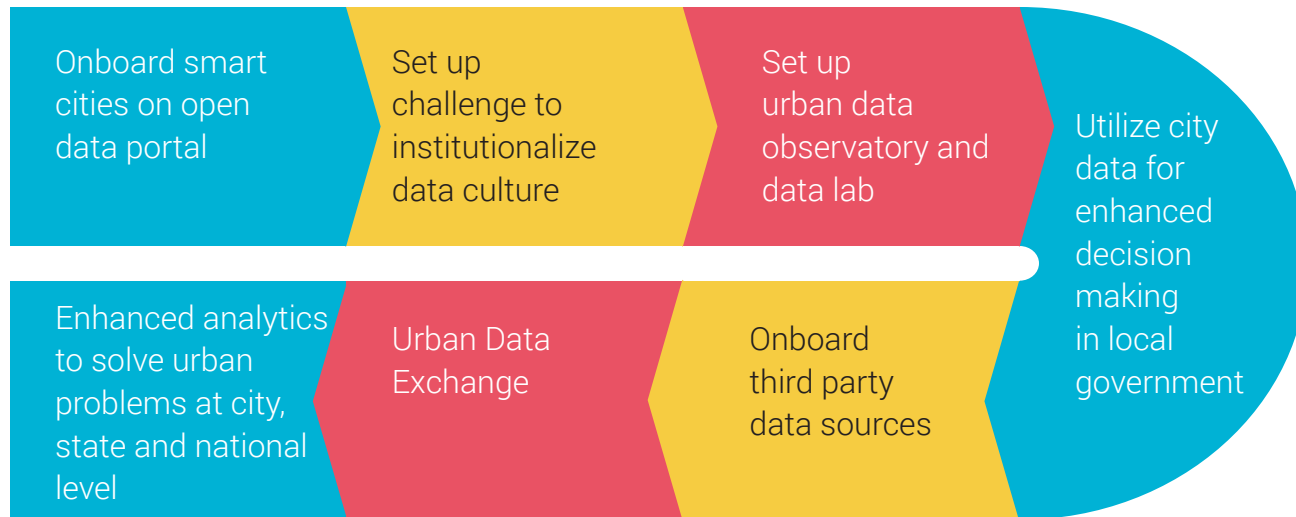 Onboard smart
cities on open
data portal
Set up
challenge to
institutionalize
data culture
Set up
urban data
observatory and
data lab
Utilize city
data for
enhanced
decision
making
in local
government
Onboard
third party
data sources
Urban Data
Exchange
Enhanced analytics
to solve urban
problems at city,
state and national
level